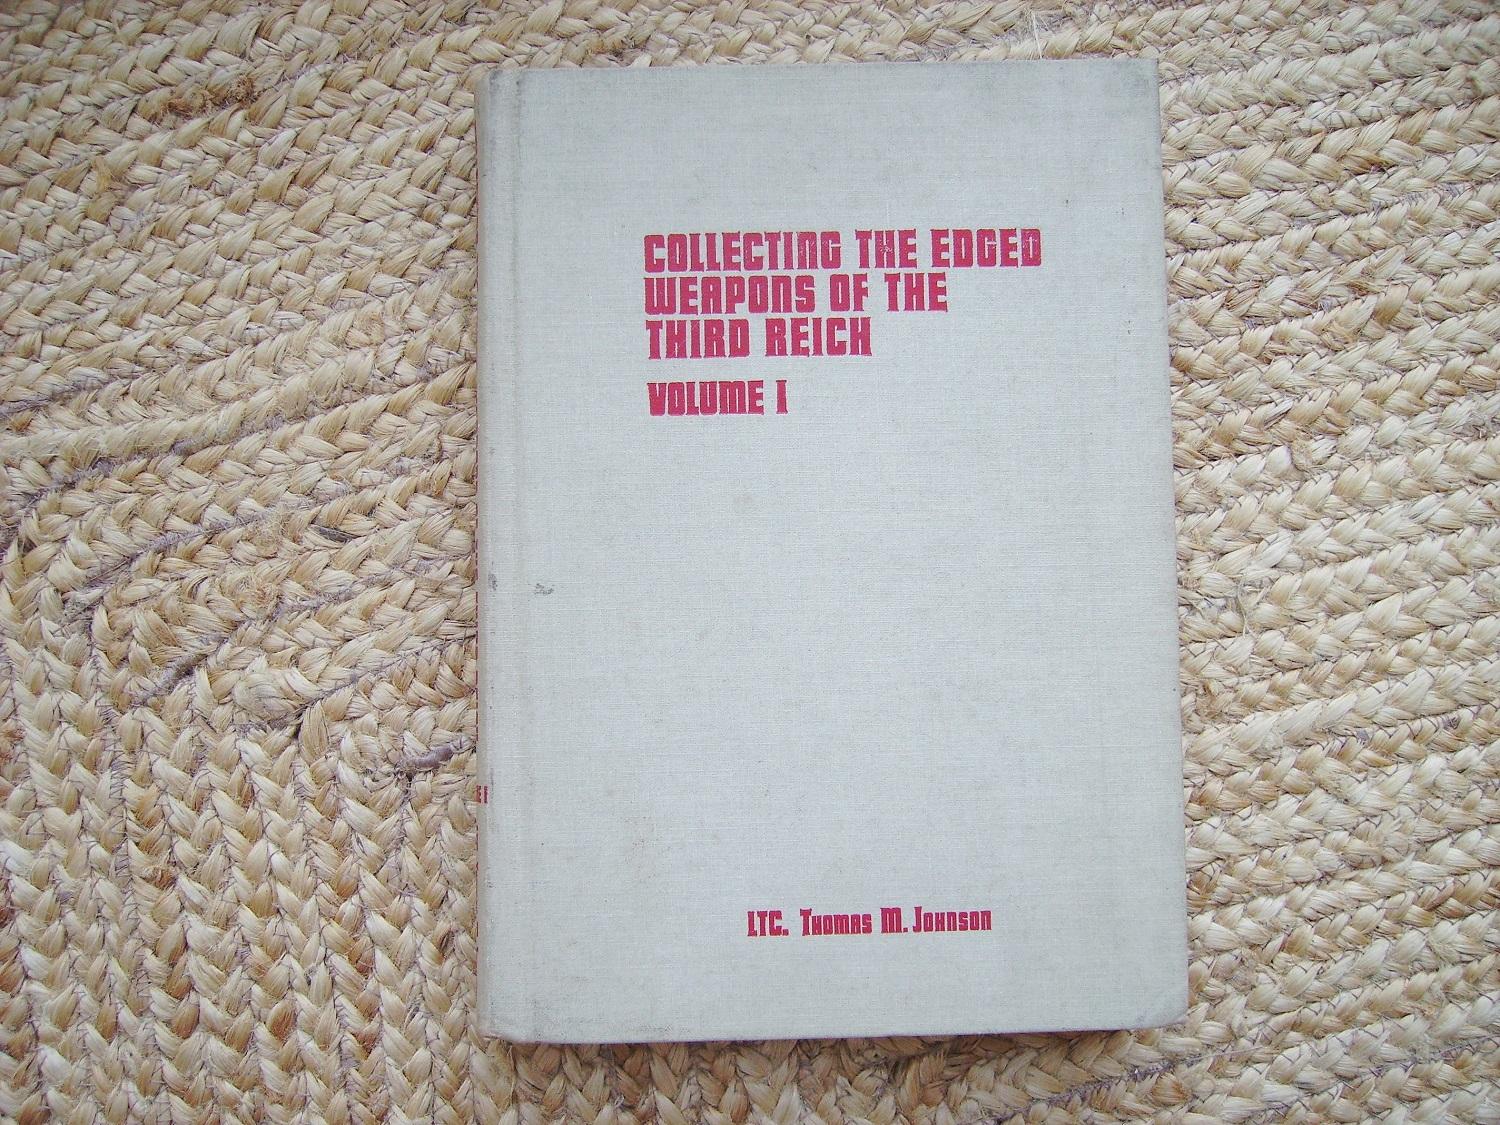 COLLECTING THE EDGED
WEAPONS OF THE
THIRD REICH
VOLUME I
LTC. THOMAS M. JOHNSON